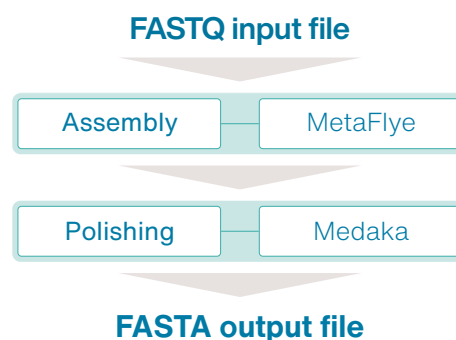 FASTQ input file
Assembly MetaFlye
Polishing Medaka
FASTA output file